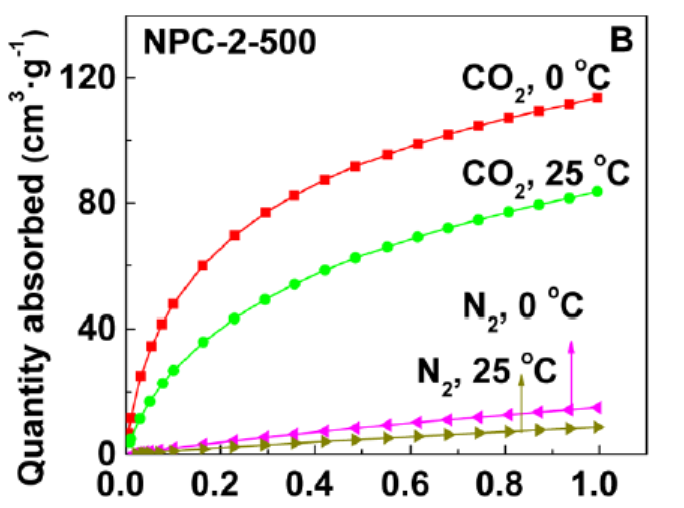 NPC-2-500
B
Quantity absorbed (cm³·g⁻¹)
120
80
40
0
CO₂, 0 °C
CO₂, 25 °C
N₂, 0 °C
N₂, 25 °C
0.0 0.2 0.4 0.6 0.8 1.0